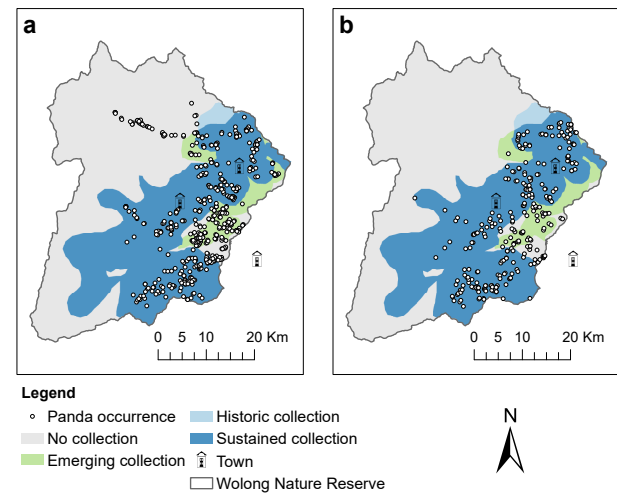 a
b
0 5 10 20 Km
0 5 10 20 Km
Legend
Panda occurrence
Historic collection
No collection
Sustained collection
Emerging collection
Town
Wolong Nature Reserve
N